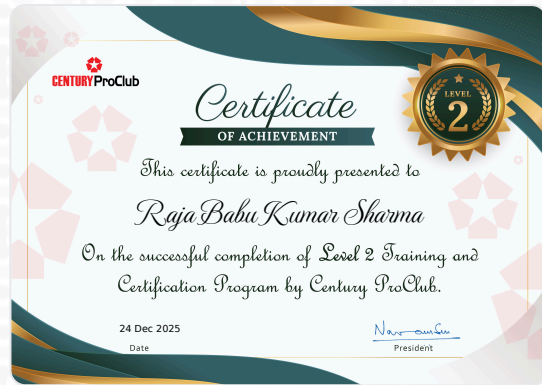 CENTURY ProClub
Certificate
OF ACHIEVEMENT
LEVEL
2
This certificate is proudly presented to
Raja Babu Kumar Sharma
On the successful completion of Level 2 Training and
Certification Program by Century ProClub.
24 Dec 2025
Date
President